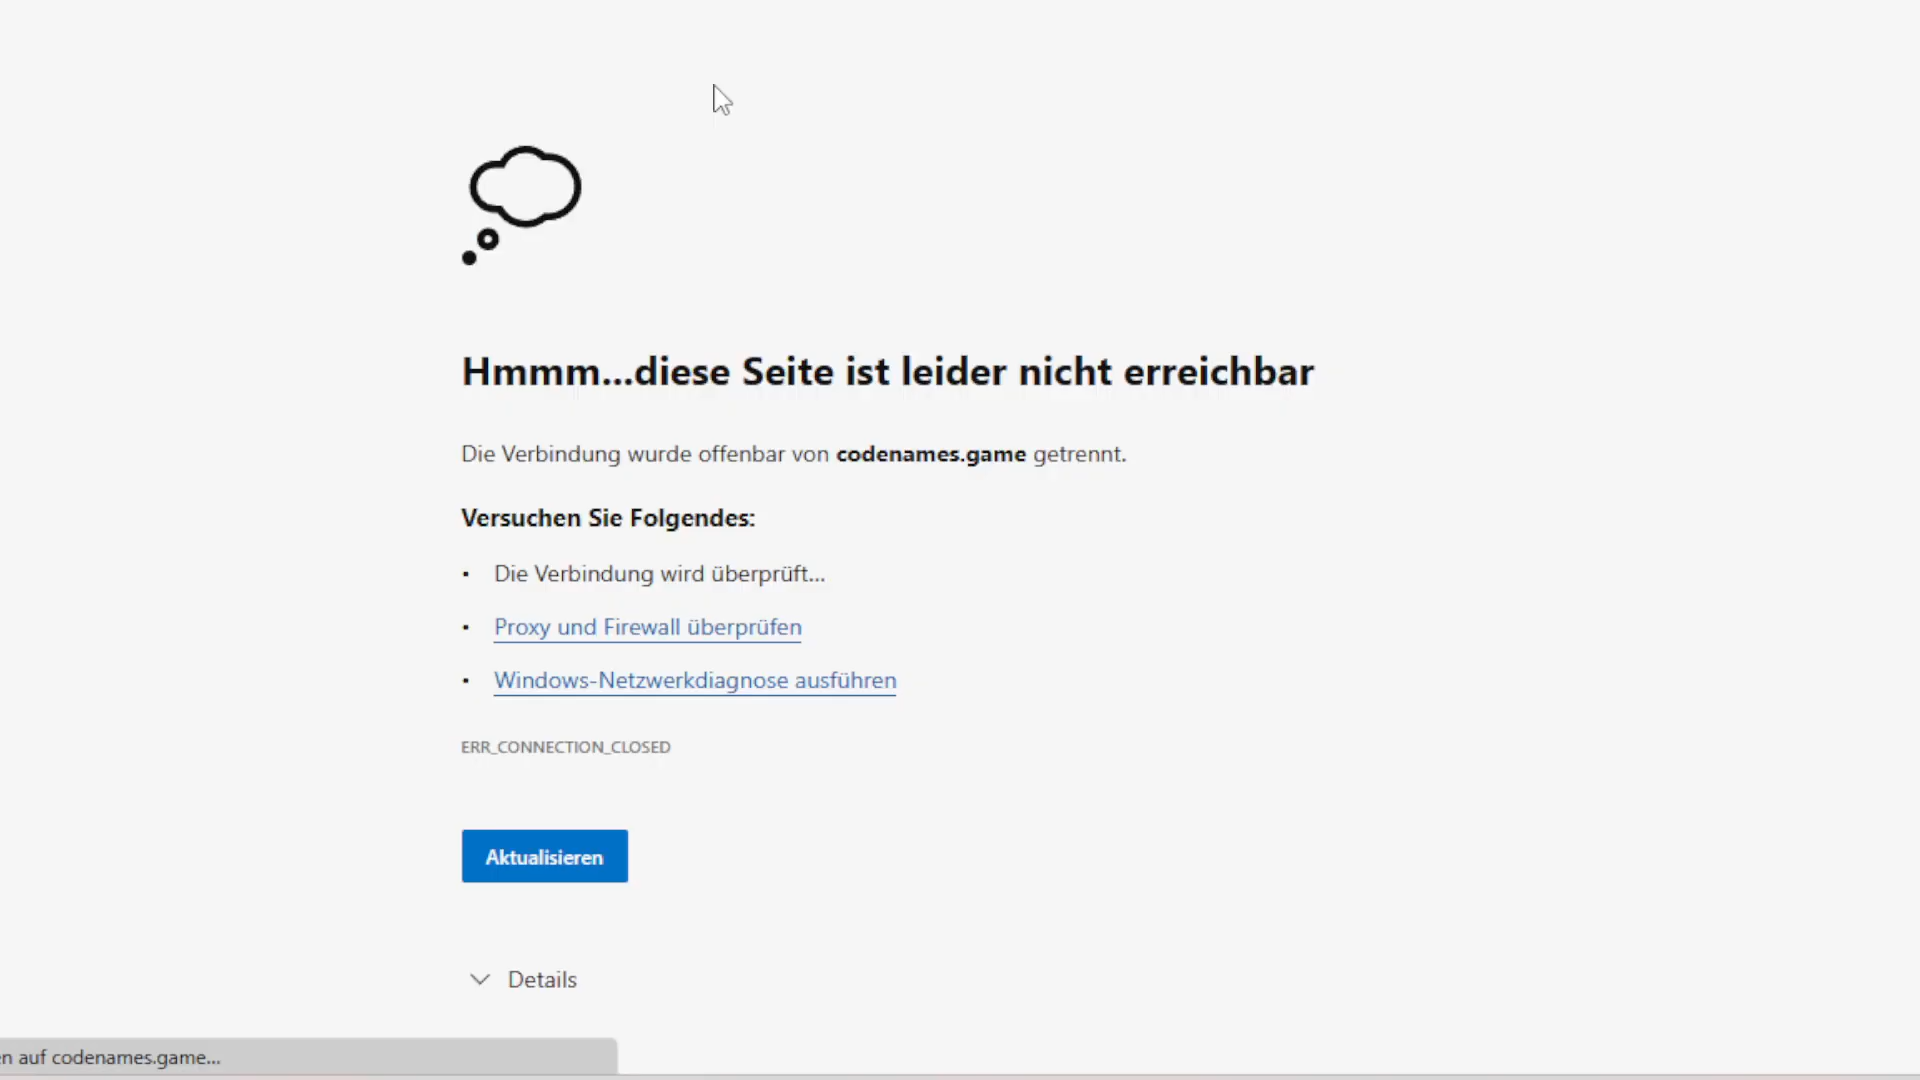 Hmmm...diese Seite ist leider nicht erreichbar
Die Verbindung wurde offenbar von codenames.game getrennt.
Versuchen Sie Folgendes:
• Die Verbindung wird überprüft...
• Proxy und Firewall überprüfen
• Windows-Netzwerkdiagnose ausführen
ERR_CONNECTION_CLOSED
Aktualisieren
Details
en auf codenames.game...